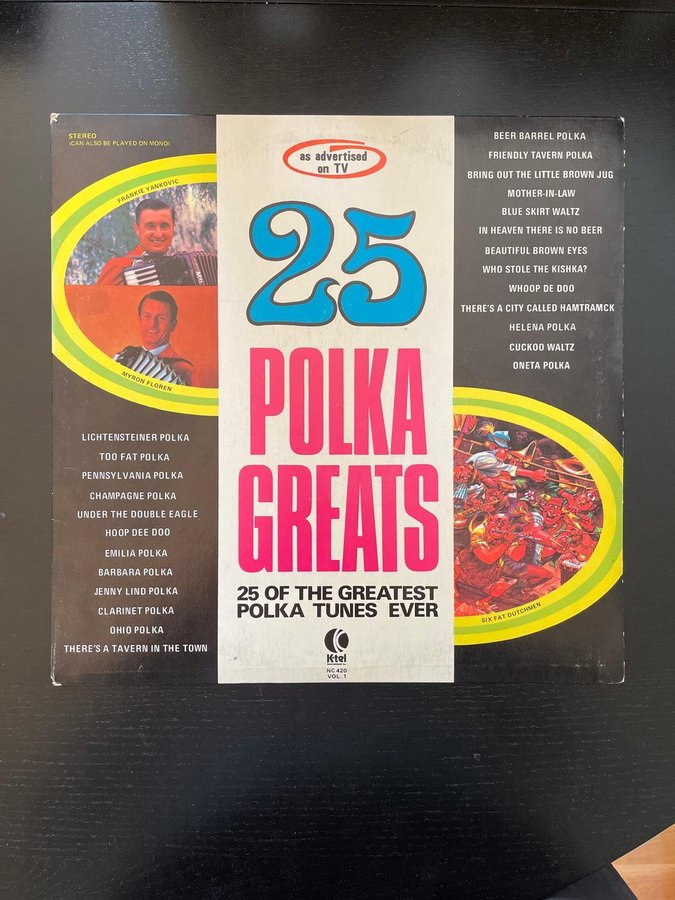 STEREO
(CAN ALSO BE PLAYED ON MONO)
FRANKIE YANKOVIC
MYRON FLOREN
LICHTENSTEINER POLKA
TOO FAT POLKA
PENNSYLVANIA POLKA
CHAMPAGNE POLKA
UNDER THE DOUBLE EAGLE
HOOP DEE DOO
EMILIA POLKA
BARBARA POLKA
JENNY LIND POLKA
CLARINET POLKA
OHIO POLKA
THERE'S A TAVERN IN THE TOWN
as advertised
on TV
25
POLKA
GREATS
25 OF THE GREATEST
POLKA TUNES EVER
K-tel
NC 420
VOL. 1
BEER BARREL POLKA
FRIENDLY TAVERN POLKA
BRING OUT THE LITTLE BROWN JUG
MOTHER-IN-LAW
BLUE SKIRT WALTZ
IN HEAVEN THERE IS NO BEER
BEAUTIFUL BROWN EYES
WHO STOLE THE KISHKA?
WHOOP DE DOO
THERE'S A CITY CALLED HAMTRAMCK
HELENA POLKA
CUCKOO WALTZ
ONETA POLKA
SIX FAT DUTCHMEN